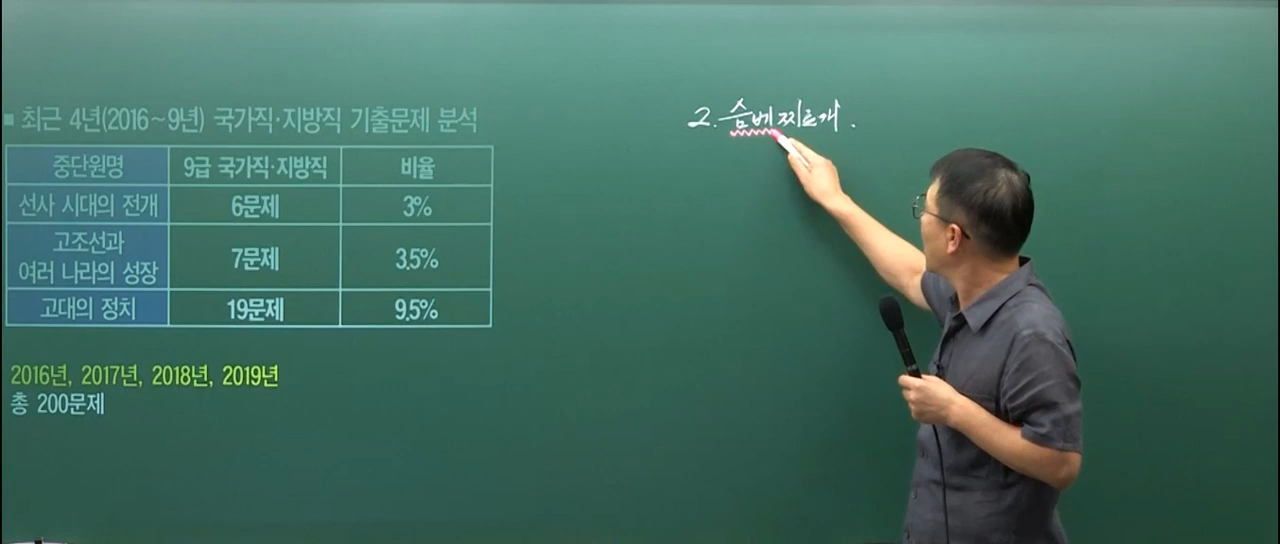 ■ 최근 4년(2016~9년) 국가직·지방직 기출문제 분석
중단원명 9급 국가직·지방직 비율
선사 시대의 전개 6문제 3%
고조선과
여러 나라의 성장 7문제 3.5%
고대의 정치 19문제 9.5%
2016년, 2017년, 2018년, 2019년
총 200문제
2. 슴베찌르개.